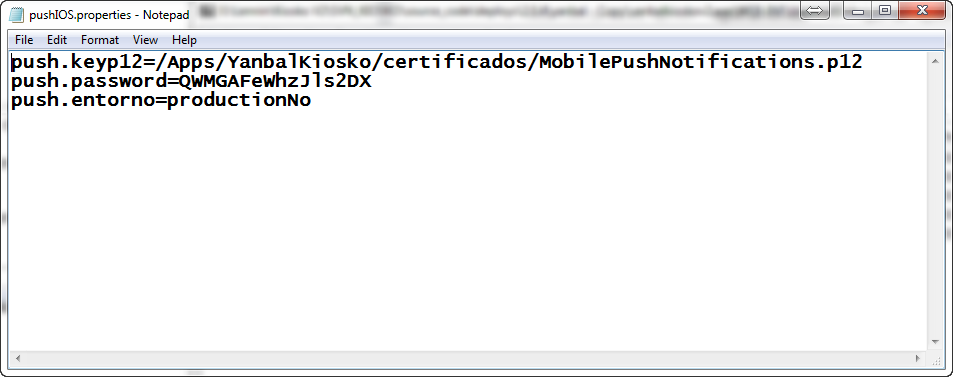 pushIOS.properties - Notepad
File Edit Format View Help
push.keyp12=/Apps/YanbalKiosko/certificados/MobilePushNotifications.p12
push.password=QWMGAFeWhzJls2DX
push.entorno=productionNo